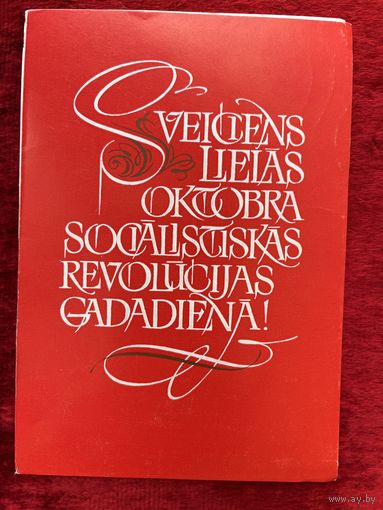 SVEICIENS
LIELĀS
OKTOBRA
SOCIĀLISTISKĀS
REVOLŪCIJAS
GADADIENĀ!
www.ay.by